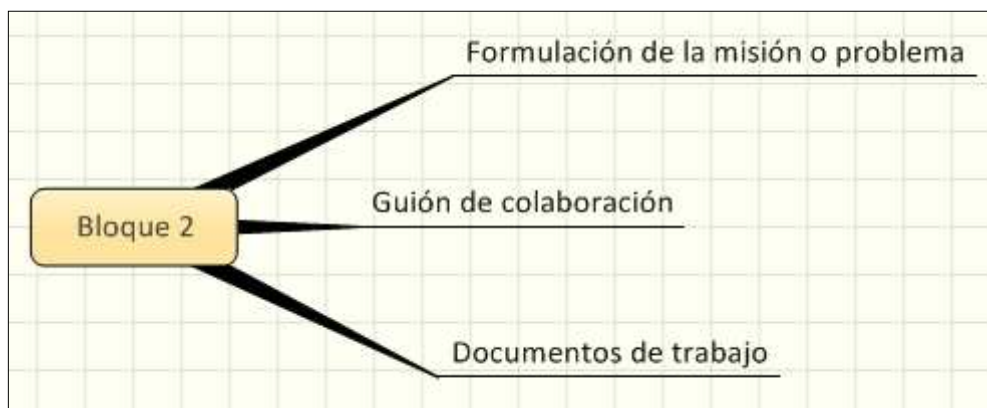 Formulación de la misión o problema
Guión de colaboración
Bloque 2
Documentos de trabajo